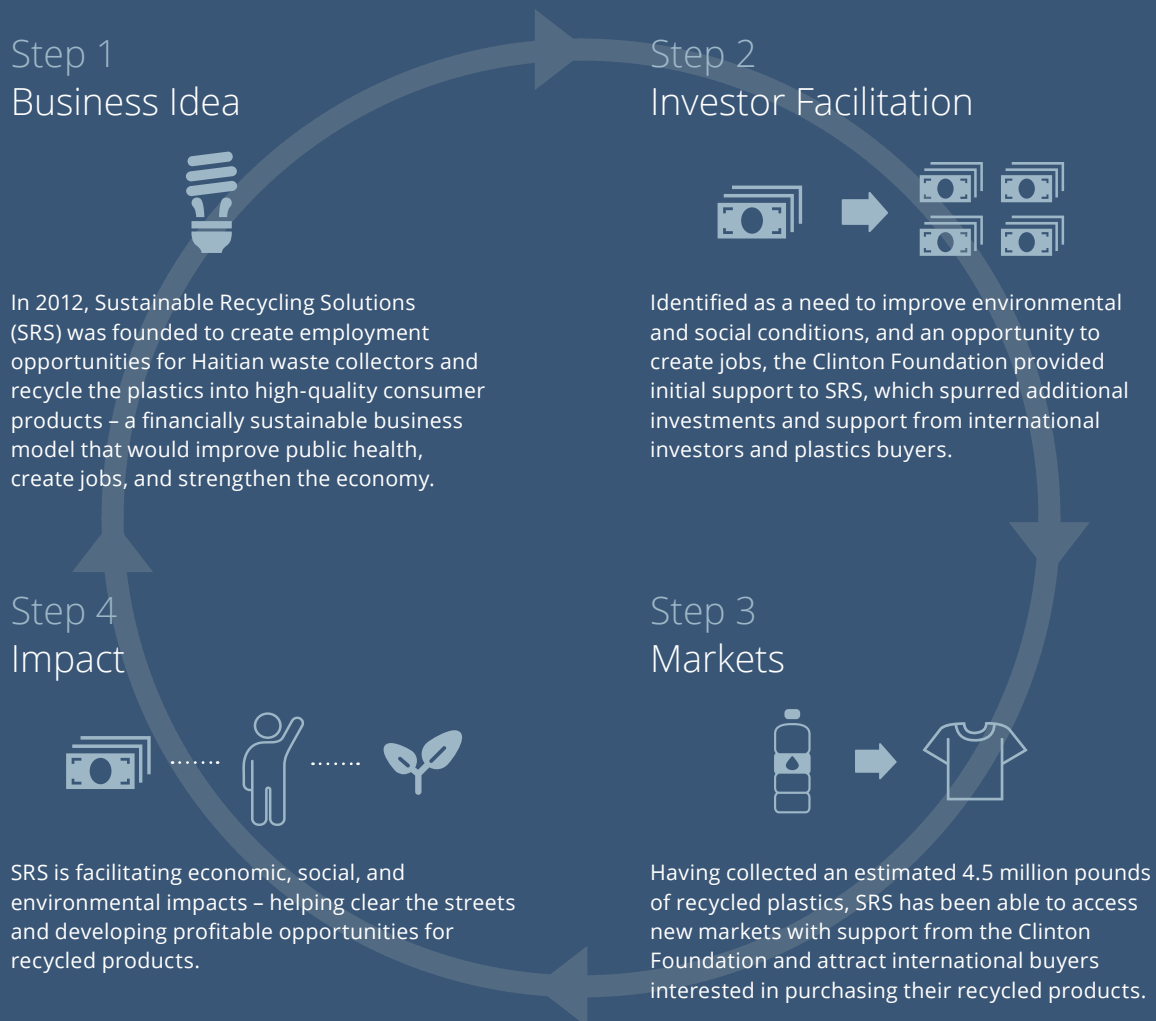 Step 1
Business Idea
In 2012, Sustainable Recycling Solutions
(SRS) was founded to create employment
opportunities for Haitian waste collectors and
recycle the plastics into high-quality consumer
products – a financially sustainable business
model that would improve public health,
create jobs, and strengthen the economy.
Step 2
Investor Facilitation
Identified as a need to improve environmental
and social conditions, and an opportunity to
create jobs, the Clinton Foundation provided
initial support to SRS, which spurred additional
investments and support from international
investors and plastics buyers.
Step 3
Markets
Having collected an estimated 4.5 million pounds
of recycled plastics, SRS has been able to access
new markets with support from the Clinton
Foundation and attract international buyers
interested in purchasing their recycled products.
Step 4
Impact
SRS is facilitating economic, social, and
environmental impacts – helping clear the streets
and developing profitable opportunities for
recycled products.